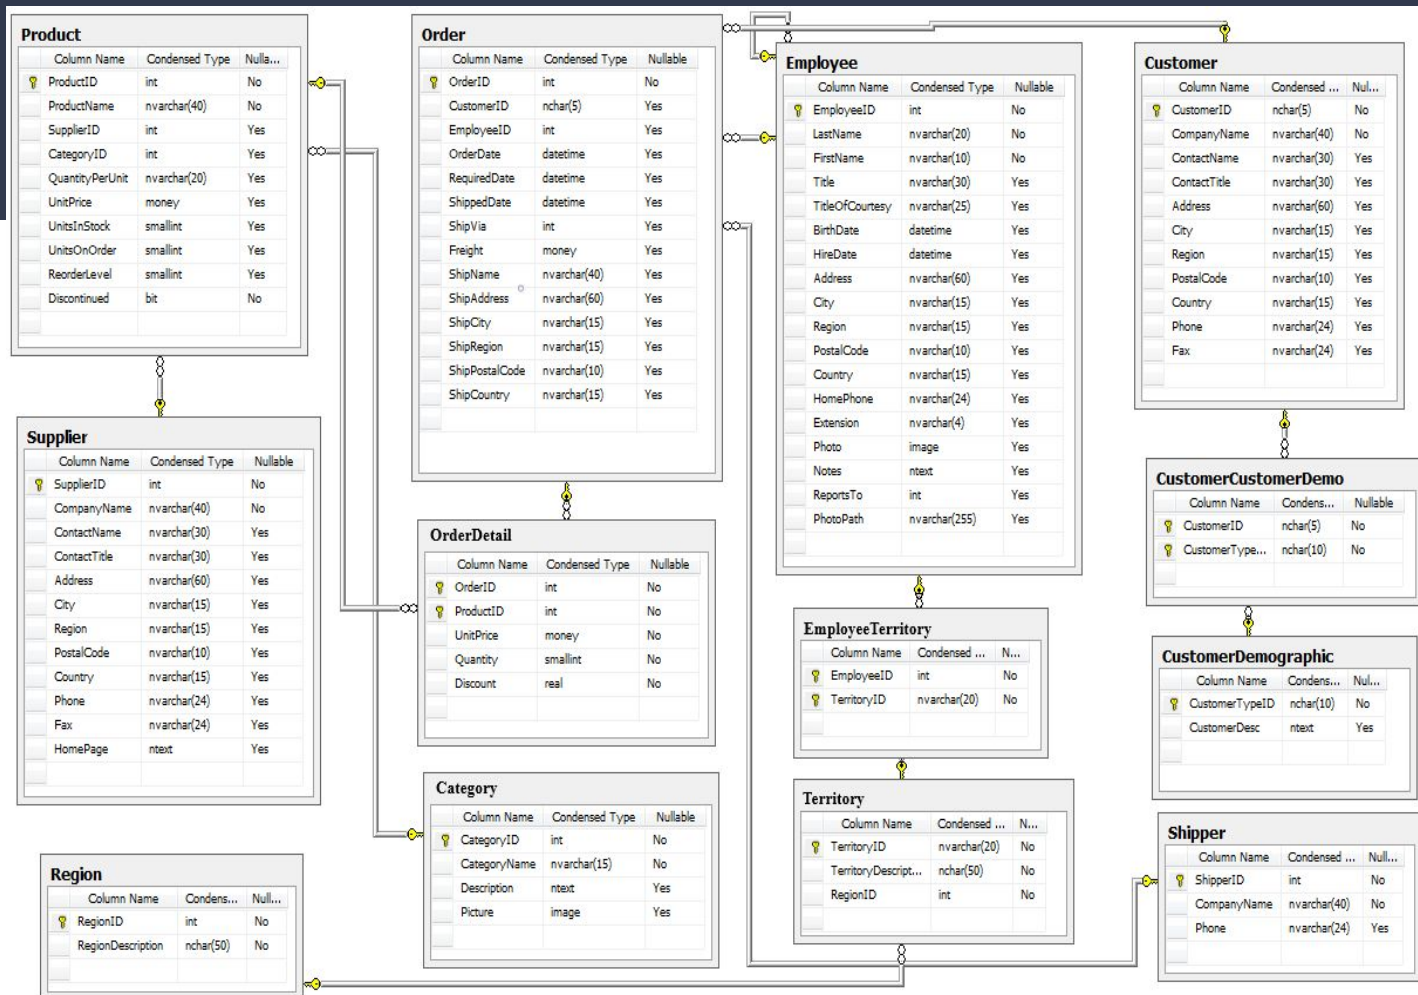 Product
Column Name Condensed Type Nulla...
ProductID int No
ProductName nvarchar(40) No
SupplierID int Yes
CategoryID int Yes
QuantityPerUnit nvarchar(20) Yes
UnitPrice money Yes
UnitsInStock smallint Yes
UnitsOnOrder smallint Yes
ReorderLevel smallint Yes
Discontinued bit No
Order
Column Name Condensed Type Nullable
OrderID int No
CustomerID nchar(5) Yes
EmployeeID int Yes
OrderDate datetime Yes
RequiredDate datetime Yes
ShippedDate datetime Yes
ShipVia int Yes
Freight money Yes
ShipName nvarchar(40) Yes
ShipAddress nvarchar(60) Yes
ShipCity nvarchar(15) Yes
ShipRegion nvarchar(15) Yes
ShipPostalCode nvarchar(10) Yes
ShipCountry nvarchar(15) Yes
Employee
Column Name Condensed Type Nullable
EmployeeID int No
LastName nvarchar(20) No
FirstName nvarchar(10) No
Title nvarchar(30) Yes
TitleOfCourtesy nvarchar(25) Yes
BirthDate datetime Yes
HireDate datetime Yes
Address nvarchar(60) Yes
City nvarchar(15) Yes
Region nvarchar(15) Yes
PostalCode nvarchar(10) Yes
Country nvarchar(15) Yes
HomePhone nvarchar(24) Yes
Extension nvarchar(4) Yes
Photo image Yes
Notes ntext Yes
ReportsTo int Yes
PhotoPath nvarchar(255) Yes
Customer
Column Name Condensed ... Nul...
CustomerID nchar(5) No
CompanyName nvarchar(40) No
ContactName nvarchar(30) Yes
ContactTitle nvarchar(30) Yes
Address nvarchar(60) Yes
City nvarchar(15) Yes
Region nvarchar(15) Yes
PostalCode nvarchar(10) Yes
Country nvarchar(15) Yes
Phone nvarchar(24) Yes
Fax nvarchar(24) Yes
Supplier
Column Name Condensed Type Nullable
SupplierID int No
CompanyName nvarchar(40) No
ContactName nvarchar(30) Yes
ContactTitle nvarchar(30) Yes
Address nvarchar(60) Yes
City nvarchar(15) Yes
Region nvarchar(15) Yes
PostalCode nvarchar(10) Yes
Country nvarchar(15) Yes
Phone nvarchar(24) Yes
Fax nvarchar(24) Yes
HomePage ntext Yes
OrderDetail
Column Name Condensed Type Nullable
OrderID int No
ProductID int No
UnitPrice money No
Quantity smallint No
Discount real No
CustomerCustomerDemo
Column Name Condens... Nullable
CustomerID nchar(5) No
CustomerType... nchar(10) No
EmployeeTerritory
Column Name Condensed ... N...
EmployeeID int No
TerritoryID nvarchar(20) No
CustomerDemographic
Column Name Condens... Nul...
CustomerTypeID nchar(10) No
CustomerDesc ntext Yes
Category
Column Name Condensed Type Nullable
CategoryID int No
CategoryName nvarchar(15) No
Description ntext Yes
Picture image Yes
Territory
Column Name Condensed ... N...
TerritoryID nvarchar(20) No
TerritoryDescript... nchar(50) No
RegionID int No
Shipper
Column Name Condensed ... Null...
ShipperID int No
CompanyName nvarchar(40) No
Phone nvarchar(24) Yes
Region
Column Name Condens... Null...
RegionID int No
RegionDescription nchar(50) No